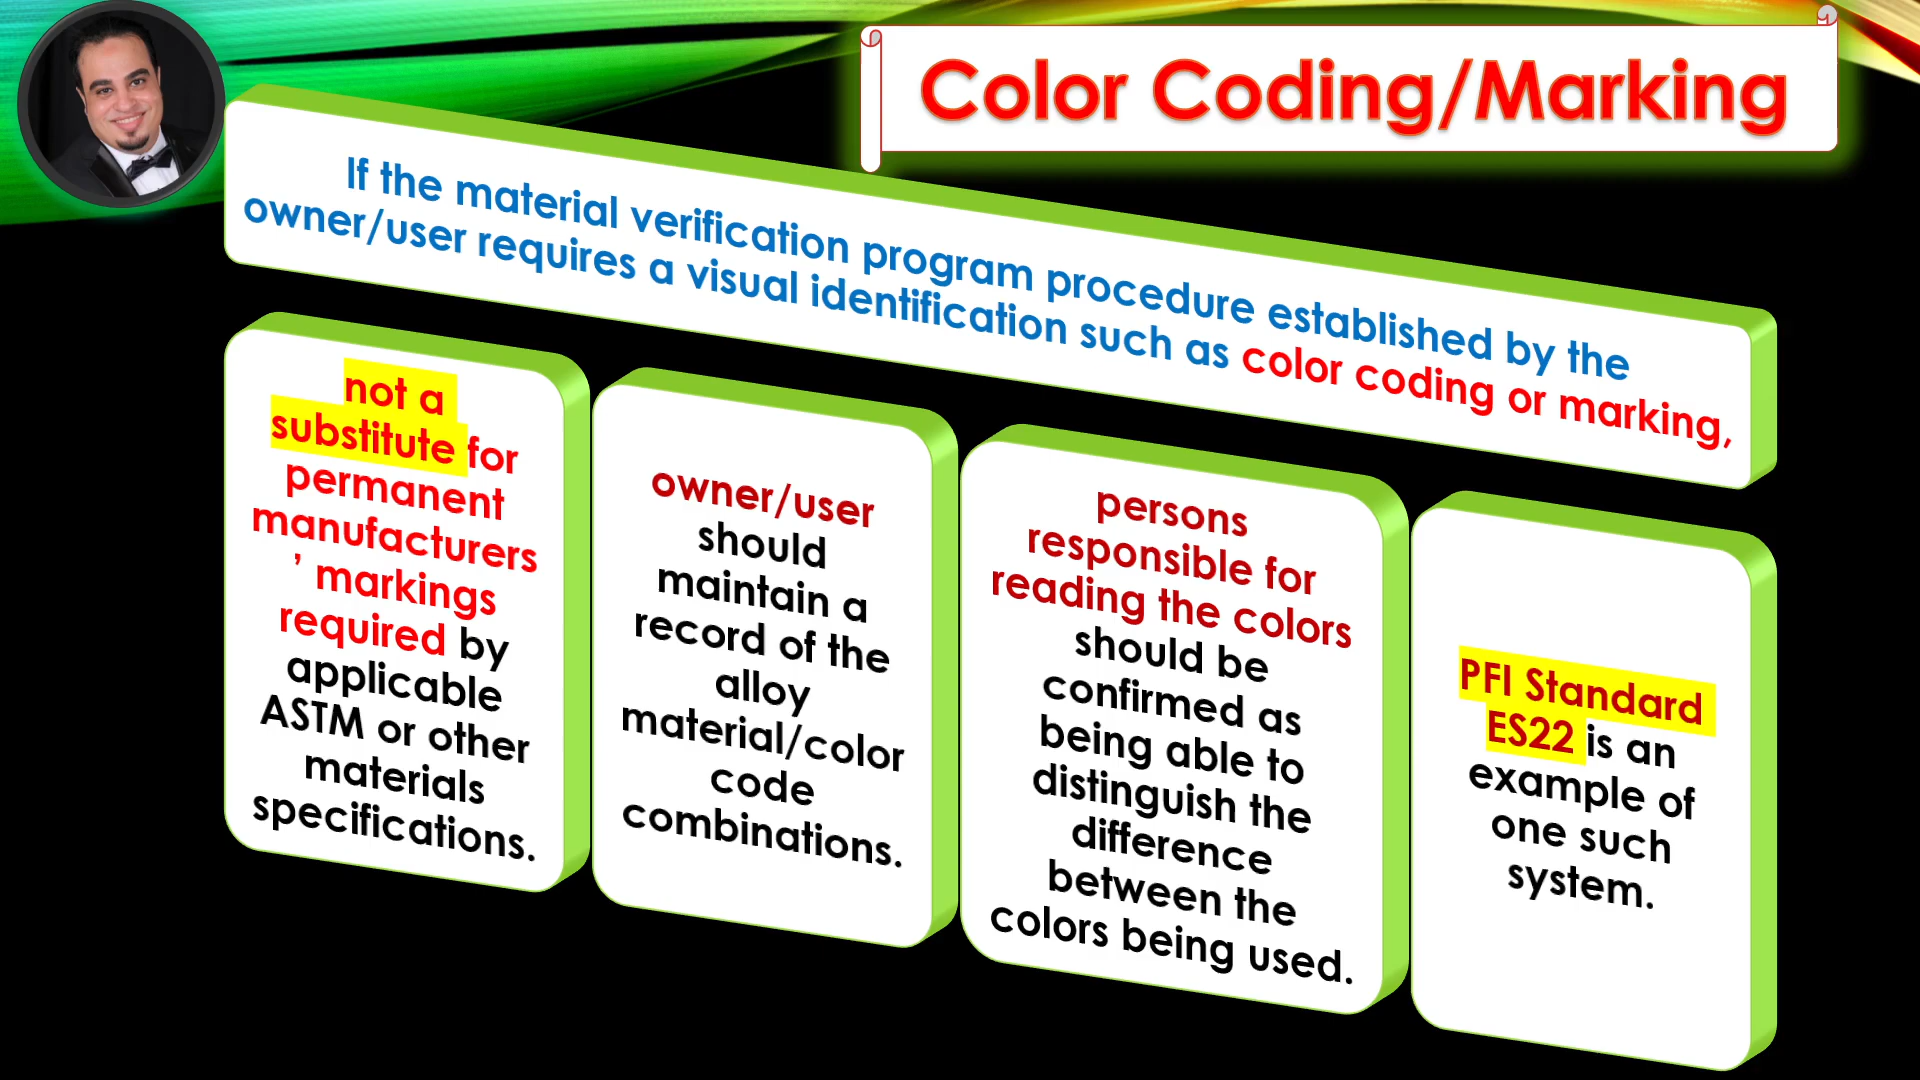 Color Coding/Marking
If the material verification program procedure established by the
owner/user requires a visual identification such as color coding or marking,
not a
substitute for
permanent
manufacturers
’ markings
required by
applicable
ASTM or other
materials
specifications.
owner/user
should
maintain a
record of the
alloy
material/color
code
combinations.
persons
responsible for
reading the colors
should be
confirmed as
being able to
distinguish the
difference
between the
colors being used.
PFI Standard
ES22 is an
example of
one such
system.